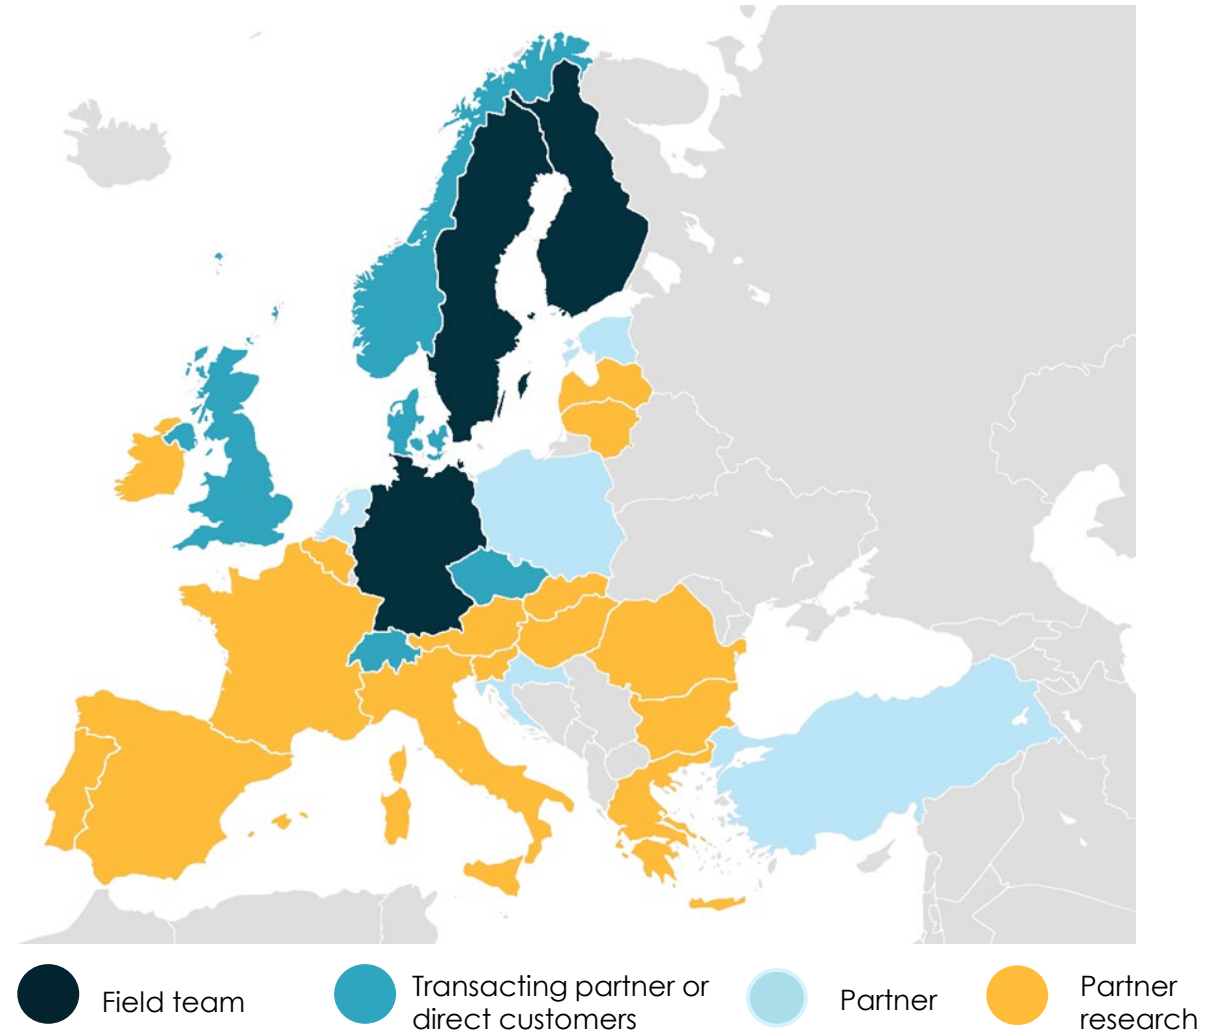 Field team
Transacting partner or
direct customers
Partner
Partner
research